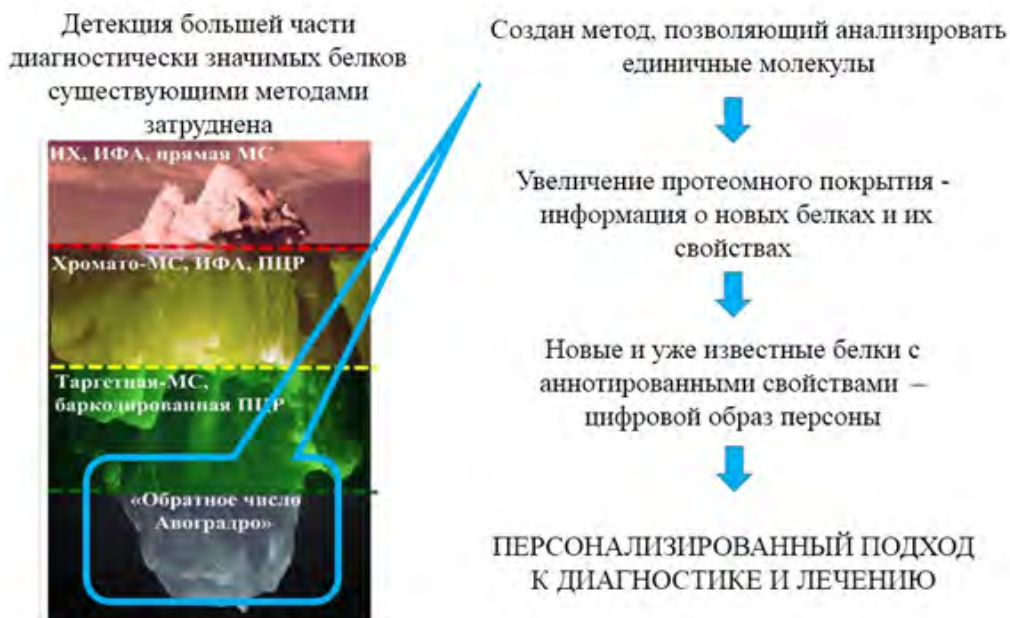 Детекция большей части
диагностически значимых белков
существующими методами
затруднена
ИХ, ИФА, прямая МС
Хромато-МС, ИФА, ПЦР
Таргетная-МС,
баркодированная ПЦР
«Обратное число
Авоградро»
Создан метод, позволяющий анализировать
единичные молекулы
Увеличение протеомного покрытия -
информация о новых белках и их
свойствах
Новые и уже известные белки с
аннотированными свойствами –
цифровой образ персоны
ПЕРСОНАЛИЗИРОВАННЫЙ ПОДХОД
К ДИАГНОСТИКЕ И ЛЕЧЕНИЮ